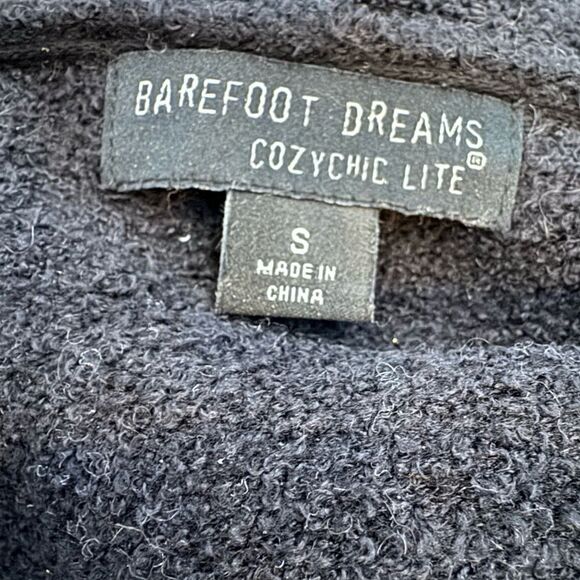 BAREFOOT DREAMS
COZYCHIC LITE®
S
MADE IN
CHINA